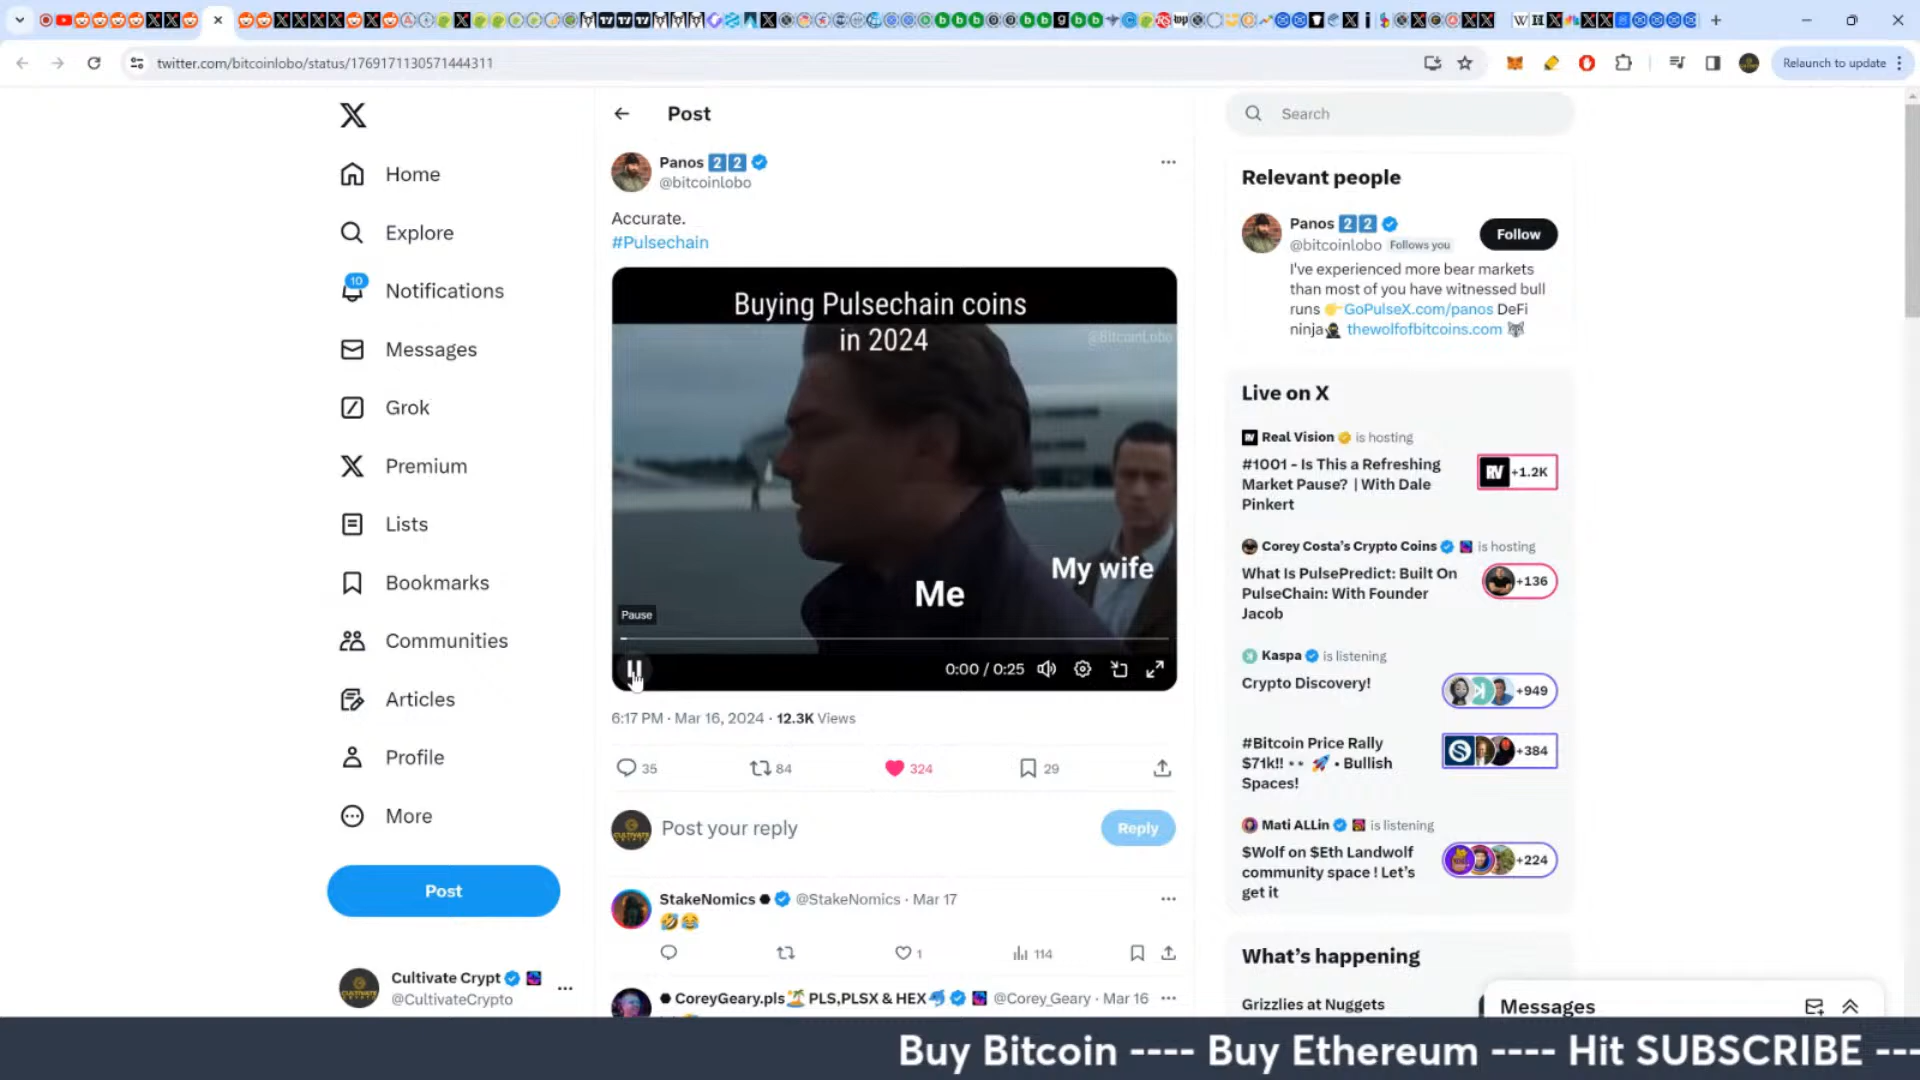 twitter.com/bitcoinlobo/status/1769171130571444311
Relaunch to update
Home
Explore
10
Notifications
Messages
Grok
Premium
Lists
Bookmarks
Communities
Articles
Profile
More
Post
Cultivate Crypt
@CultivateCrypto
Post
Panos 2 2
@bitcoinlobo
Accurate.
#Pulsechain
Buying Pulsechain coins
in 2024
@BitcoinLobo
My wife
Me
Pause
0:00 / 0:25
6:17 PM · Mar 16, 2024 · 12.3K Views
35
84
324
29
Post your reply
Reply
StakeNomics @StakeNomics · Mar 17
🤣😂
1
114
CoreyGeary.pls🏝️ PLS,PLSX & HEX @Corey_Geary · Mar 16
Search
Relevant people
Panos 2 2
@bitcoinlobo Follows you
Follow
I've experienced more bear markets
than most of you have witnessed bull
runs 👉GoPulseX.com/panos DeFi
ninja🥷 thewolfofbitcoins.com 🐺
Live on X
Real Vision is hosting
#1001 - Is This a Refreshing
Market Pause? | With Dale
Pinkert
RV
+1.2K
Corey Costa's Crypto Coins is hosting
What Is PulsePredict: Built On
PulseChain: With Founder
Jacob
+136
Kaspa is listening
Crypto Discovery!
+949
#Bitcoin Price Rally
$71k!! 👀 🚀 • Bullish
Spaces!
+384
Mati ALLin is listening
$Wolf on $Eth Landwolf
community space ! Let's
get it
+224
What's happening
Grizzlies at Nuggets
Messages
Buy Bitcoin ---- Buy Ethereum ---- Hit SUBSCRIBE ---